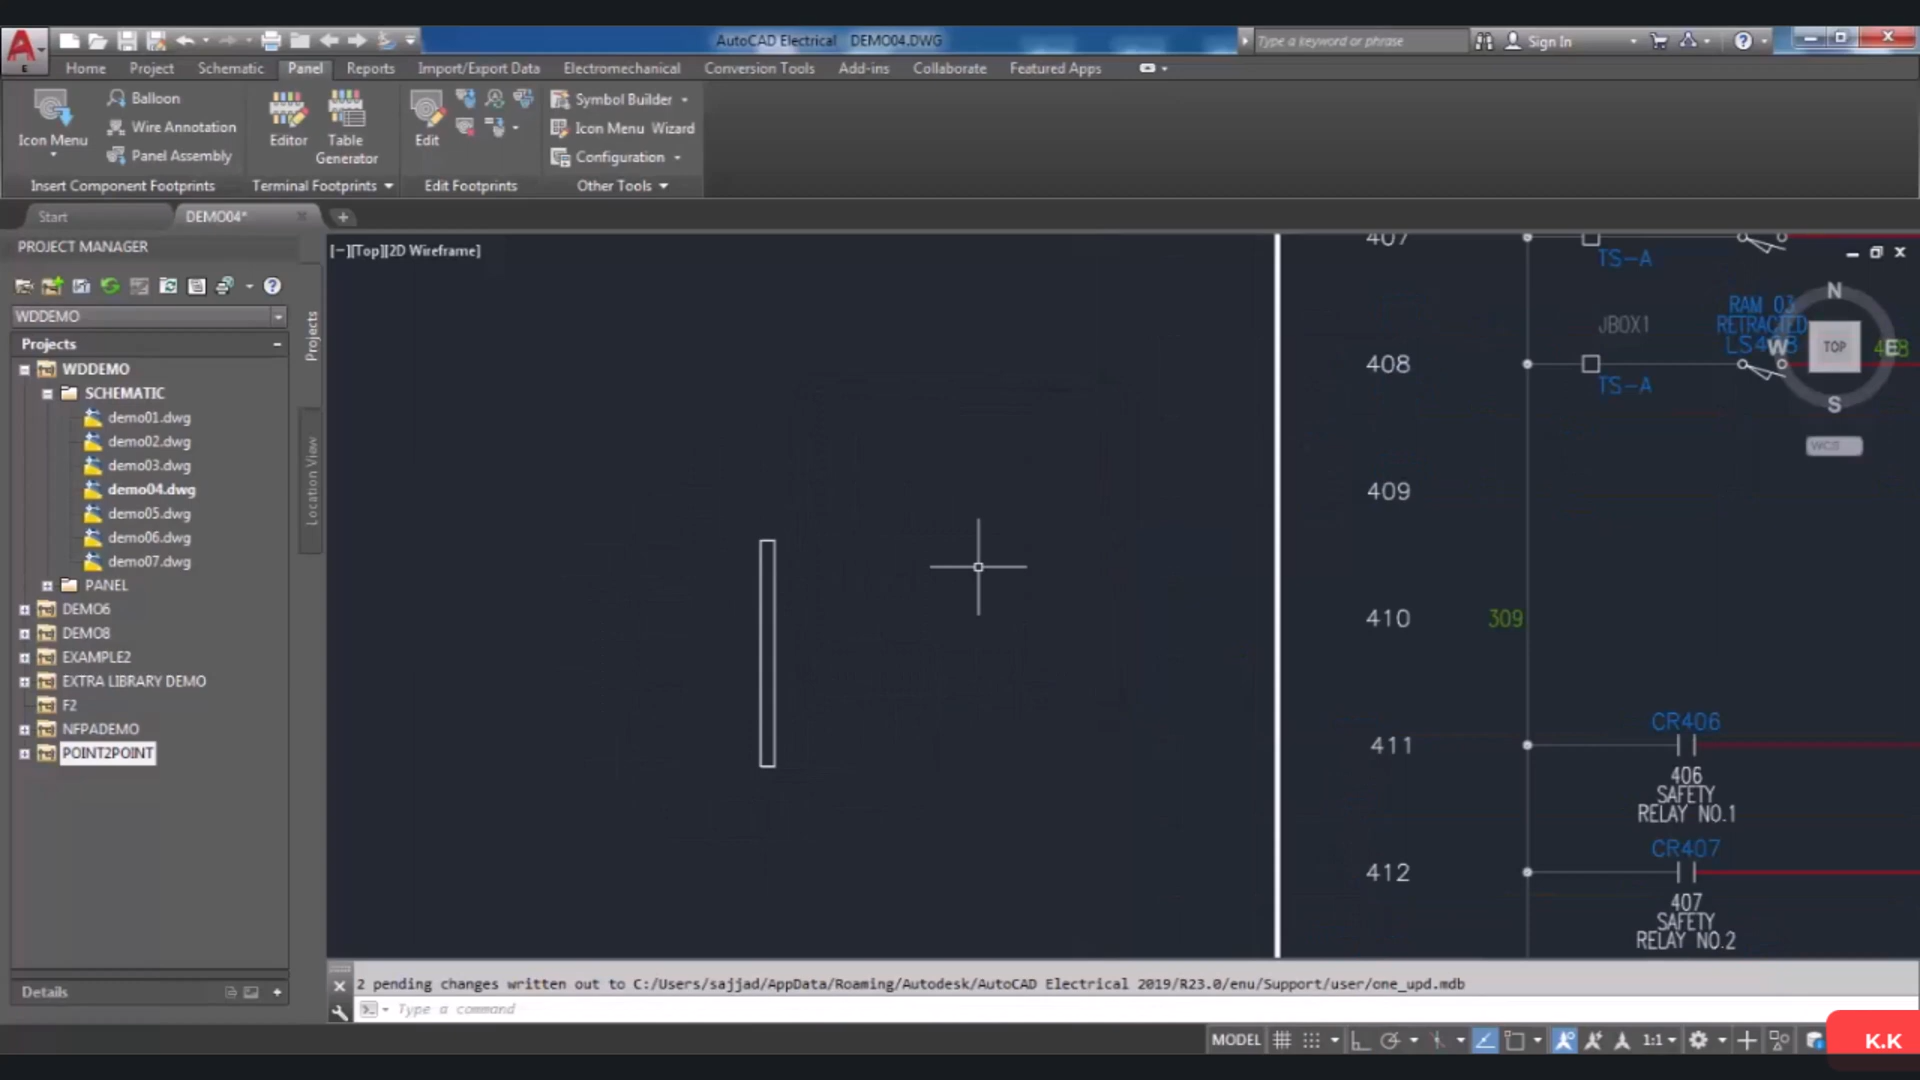 AutoCAD Electrical DEMO04.DWG
Type a keyword or phrase
Sign In
Home Project Schematic Panel Reports Import/Export Data Electromechanical Conversion Tools Add-ins Collaborate Featured Apps
Icon Menu
Balloon
Wire Annotation
Panel Assembly
Insert Component Footprints
Editor
Table Generator
Terminal Footprints
Edit
Edit Footprints
Symbol Builder
Icon Menu Wizard
Configuration
Other Tools
Start
DEMO04*
PROJECT MANAGER
WDDEMO
Projects
WDDEMO
SCHEMATIC
demo01.dwg
demo02.dwg
demo03.dwg
demo04.dwg
demo05.dwg
demo06.dwg
demo07.dwg
PANEL
DEMO6
DEMO8
EXAMPLE2
EXTRA LIBRARY DEMO
F2
NFPADEMO
POINT2POINT
Details
Projects
Location View
[−][Top][2D Wireframe]
407
TS-A
JBOX1
RAM 03
RETRACTED
408
TS-A
409
410
309
411
CR406
406
SAFETY
RELAY NO.1
412
CR407
407
SAFETY
RELAY NO.2
N
W
TOP
E
S
WCS
2 pending changes written out to C:/Users/sajjad/AppData/Roaming/Autodesk/AutoCAD Electrical 2019/R23.0/enu/Support/user/one_upd.mdb
Type a command
MODEL
1:1
K.K